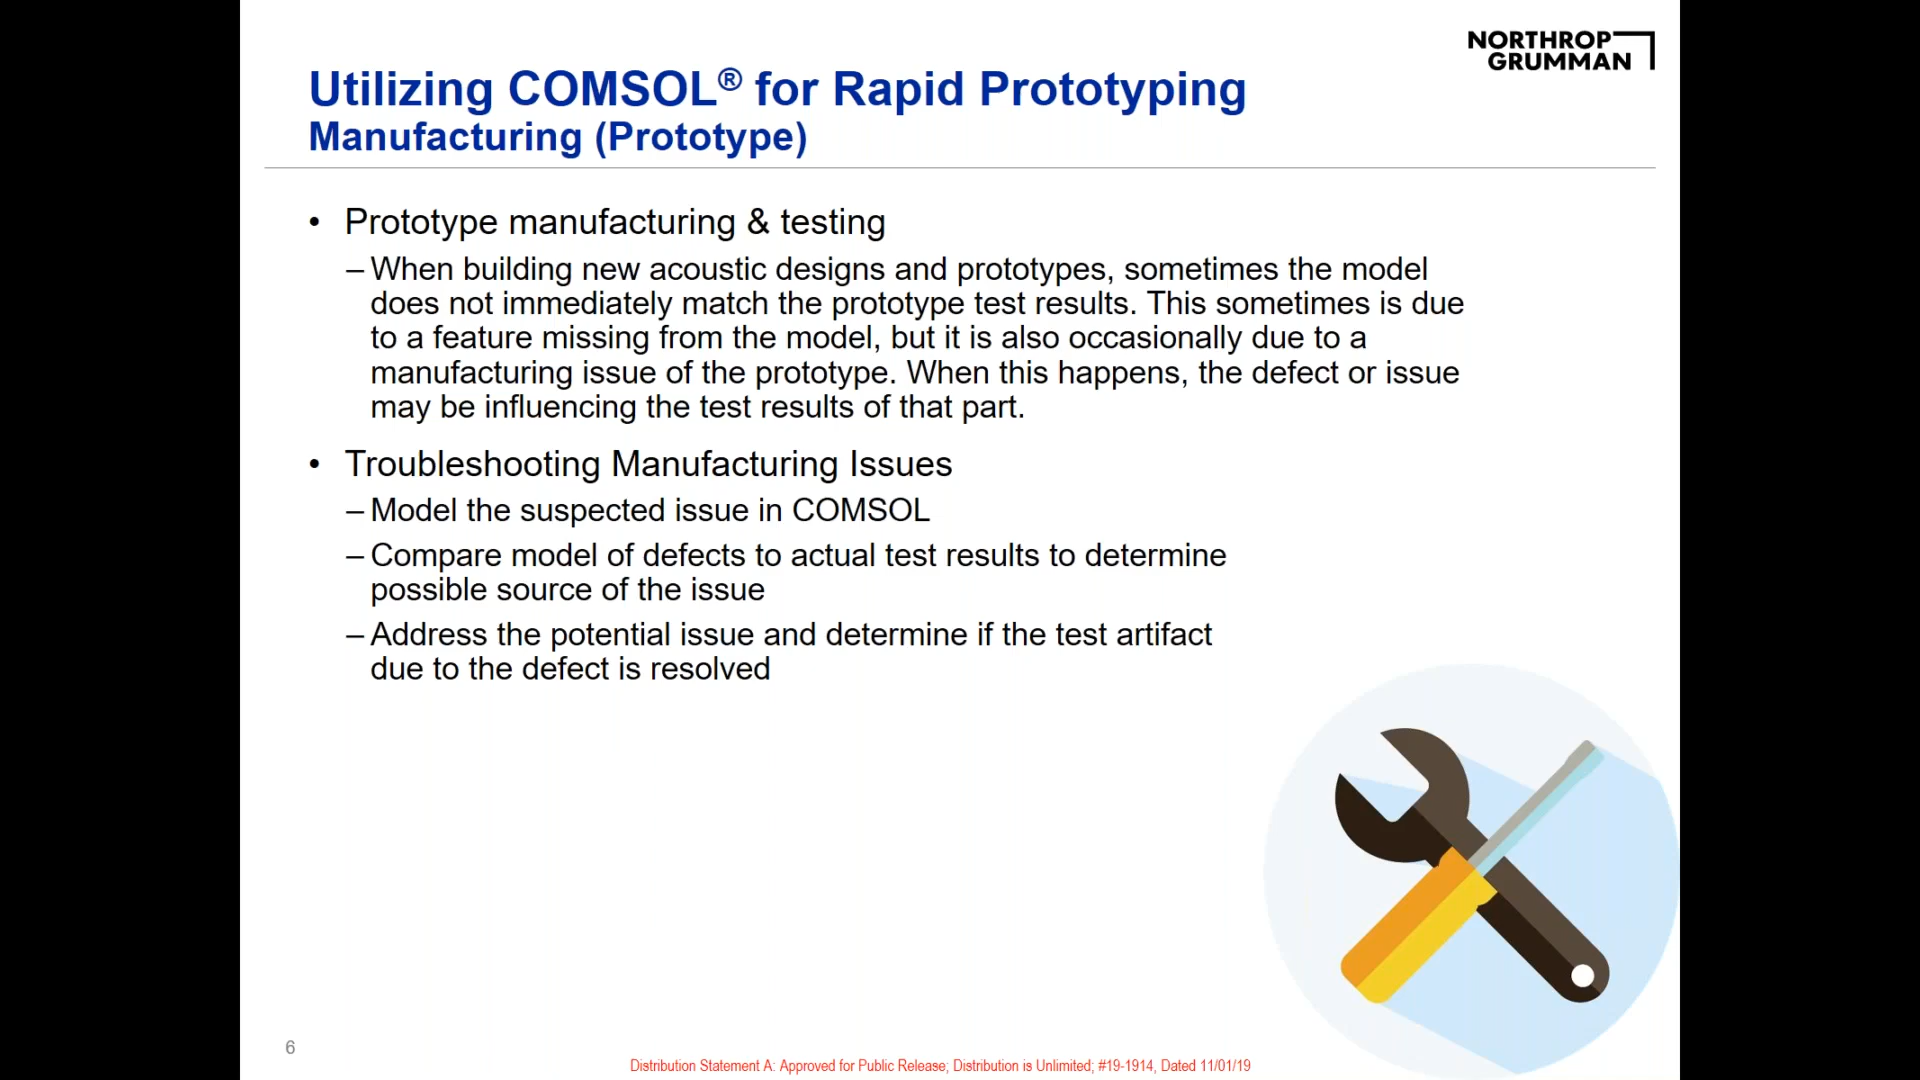 NORTHROP
GRUMMAN
Utilizing COMSOL® for Rapid Prototyping
Manufacturing (Prototype)
• Prototype manufacturing & testing
– When building new acoustic designs and prototypes, sometimes the model
does not immediately match the prototype test results. This sometimes is due
to a feature missing from the model, but it is also occasionally due to a
manufacturing issue of the prototype. When this happens, the defect or issue
may be influencing the test results of that part.
• Troubleshooting Manufacturing Issues
– Model the suspected issue in COMSOL
– Compare model of defects to actual test results to determine
possible source of the issue
– Address the potential issue and determine if the test artifact
due to the defect is resolved
6
Distribution Statement A: Approved for Public Release; Distribution is Unlimited; #19-1914, Dated 11/01/19